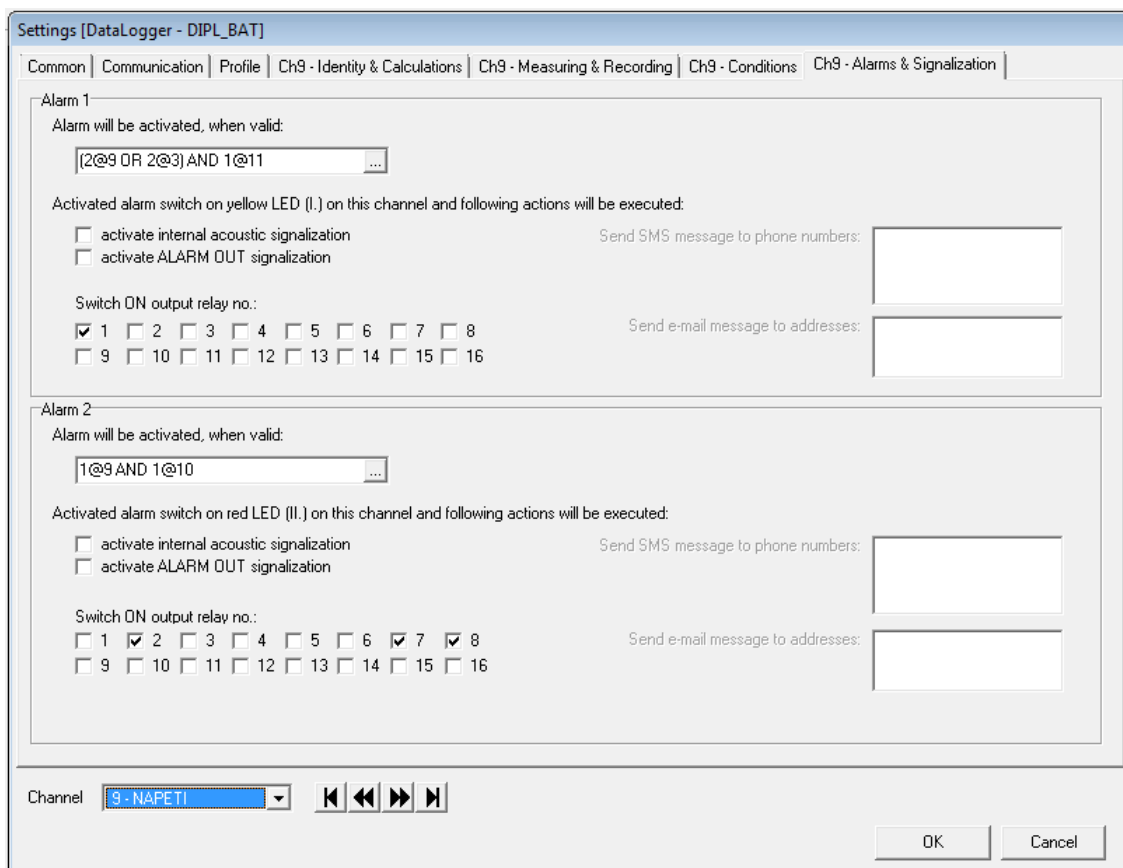 Settings [DataLogger - DIPL_BAT]
Common | Communication | Profile | Ch9 - Identity & Calculations | Ch9 - Measuring & Recording | Ch9 - Conditions | Ch9 - Alarms & Signalization
Alarm 1
Alarm will be activated, when valid:
(2@9 OR 2@3) AND 1@11 ...
Activated alarm switch on yellow LED (I.) on this channel and following actions will be executed:
activate internal acoustic signalization
activate ALARM OUT signalization
Send SMS message to phone numbers:
Switch ON output relay no.:
1 2 3 4 5 6 7 8
9 10 11 12 13 14 15 16
Send e-mail message to addresses:
Alarm 2
Alarm will be activated, when valid:
1@9 AND 1@10 ...
Activated alarm switch on red LED (II.) on this channel and following actions will be executed:
activate internal acoustic signalization
activate ALARM OUT signalization
Send SMS message to phone numbers:
Switch ON output relay no.:
1 2 3 4 5 6 7 8
9 10 11 12 13 14 15 16
Send e-mail message to addresses:
Channel 9 - NAPETI
OK Cancel